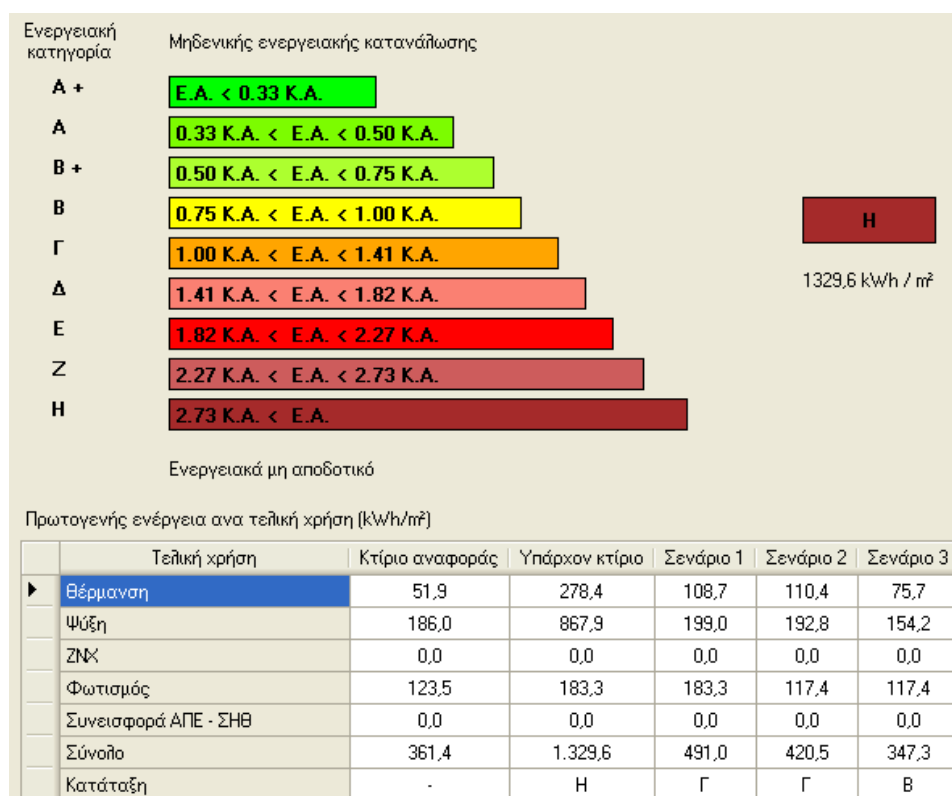 Ενεργειακή
κατηγορία
Μηδενικής ενεργειακής κατανάλωσης
Α +
Ε.Α. < 0.33 Κ.Α.
Α
0.33 Κ.Α. < Ε.Α. < 0.50 Κ.Α.
Β +
0.50 Κ.Α. < Ε.Α. < 0.75 Κ.Α.
Β
0.75 Κ.Α. < Ε.Α. < 1.00 Κ.Α.
Η
Γ
1.00 Κ.Α. < Ε.Α. < 1.41 Κ.Α.
Δ
1.41 Κ.Α. < Ε.Α. < 1.82 Κ.Α.
1329,6 kWh / m²
Ε
1.82 Κ.Α. < Ε.Α. < 2.27 Κ.Α.
Ζ
2.27 Κ.Α. < Ε.Α. < 2.73 Κ.Α.
Η
2.73 Κ.Α. < Ε.Α.
Ενεργειακά μη αποδοτικό
Πρωτογενής ενέργεια ανα τελική χρήση (kWh/m²)
Τελική χρήση Κτίριο αναφοράς Υπάρχον κτίριο Σενάριο 1 Σενάριο 2 Σενάριο 3
Θέρμανση 51,9 278,4 108,7 110,4 75,7
Ψύξη 186,0 867,9 199,0 192,8 154,2
ΖΝΧ 0,0 0,0 0,0 0,0 0,0
Φωτισμός 123,5 183,3 183,3 117,4 117,4
Συνεισφορά ΑΠΕ - ΣΗΘ 0,0 0,0 0,0 0,0 0,0
Σύνολο 361,4 1.329,6 491,0 420,5 347,3
Κατάταξη - Η Γ Γ Β